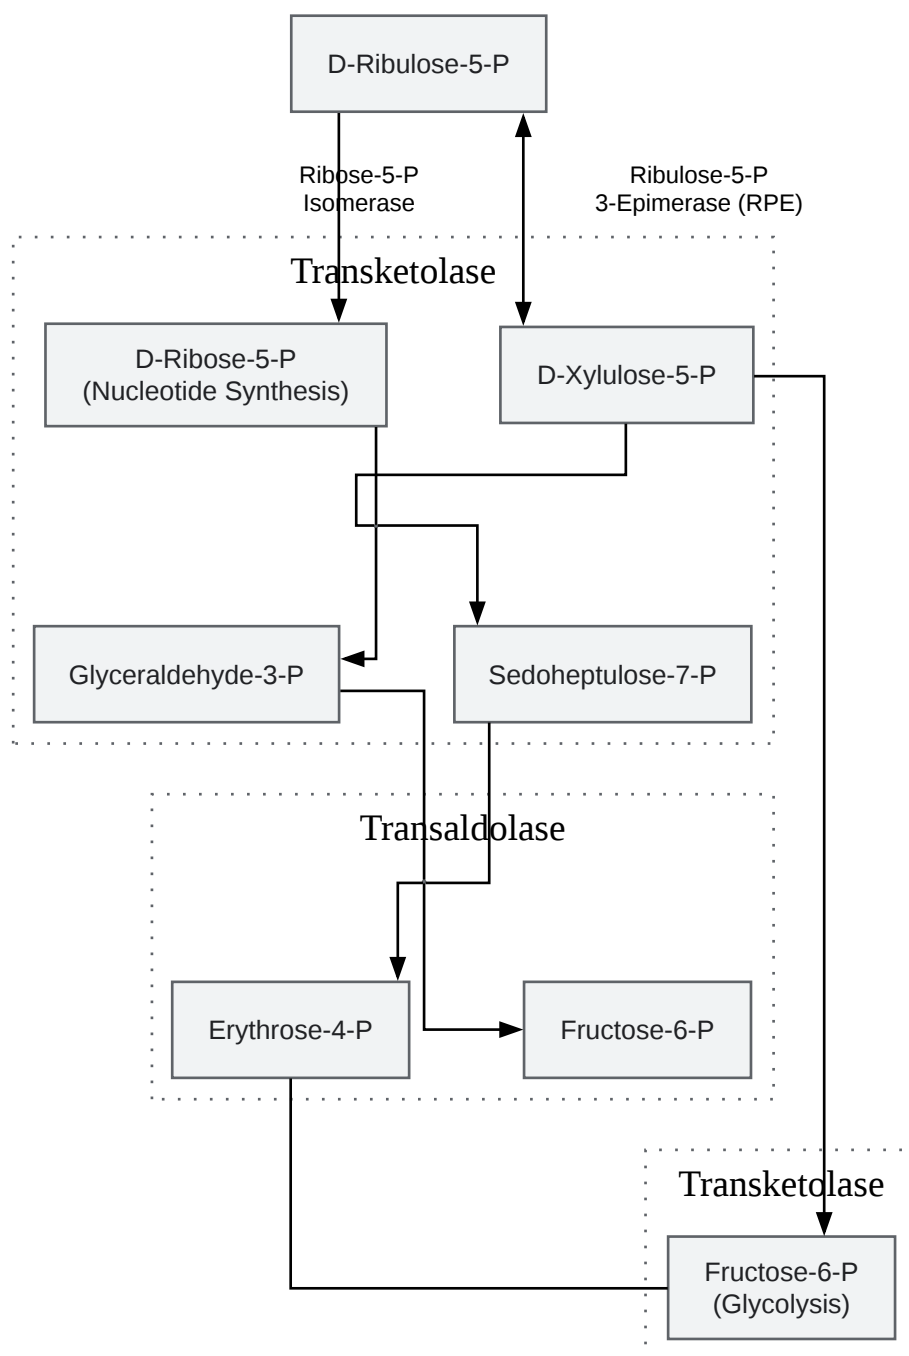 D-Ribulose-5-P
Ribose-5-P
Isomerase
Ribulose-5-P
3-Epimerase (RPE)
Transketolase
D-Ribose-5-P
(Nucleotide Synthesis)
D-Xylulose-5-P
Glyceraldehyde-3-P
Sedoheptulose-7-P
Transaldolase
Erythrose-4-P
Fructose-6-P
Transketolase
Fructose-6-P
(Glycolysis)